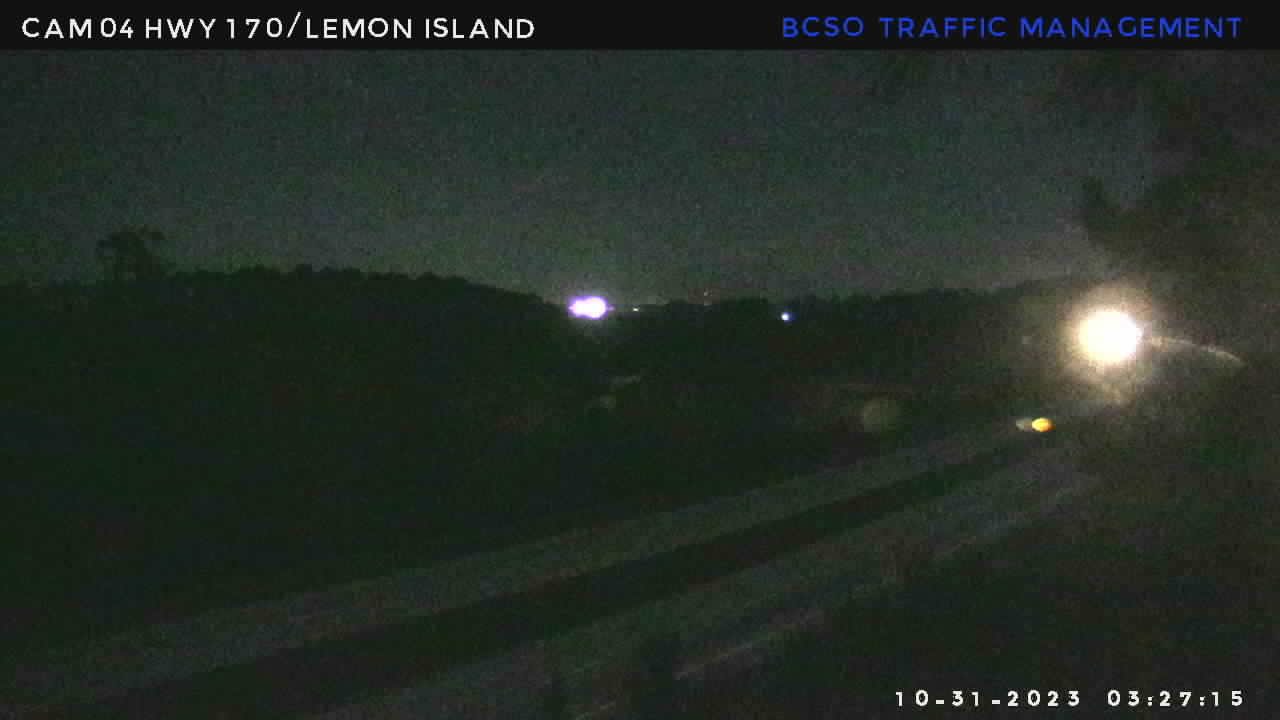 CAM04 HWY 170/LEMON ISLAND
BCSO TRAFFIC MANAGEMENT
10-31-2023 03:27:15